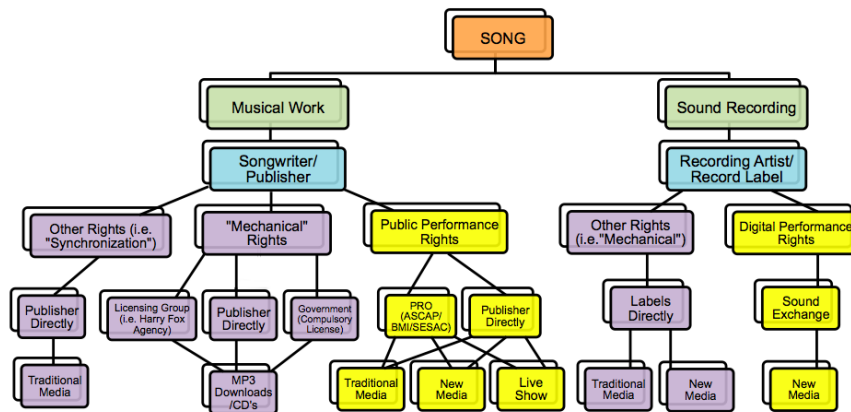 SONG
Musical Work
Sound Recording
Songwriter/
Publisher
Recording Artist/
Record Label
Other Rights (i.e.
"Synchronization")
"Mechanical"
Rights
Public Performance
Rights
Other Rights
(i.e."Mechanical")
Digital Performance
Rights
Publisher
Directly
Licensing Group
(i.e. Harry Fox
Agency)
Publisher
Directly
Government
(Compulsory
License)
PRO
(ASCAP/
BMI/SESAC)
Publisher
Directly
Labels
Directly
Sound
Exchange
Traditional
Media
MP3
Downloads
/CD's
Traditional
Media
New
Media
Live
Show
Traditional
Media
New
Media
New
Media